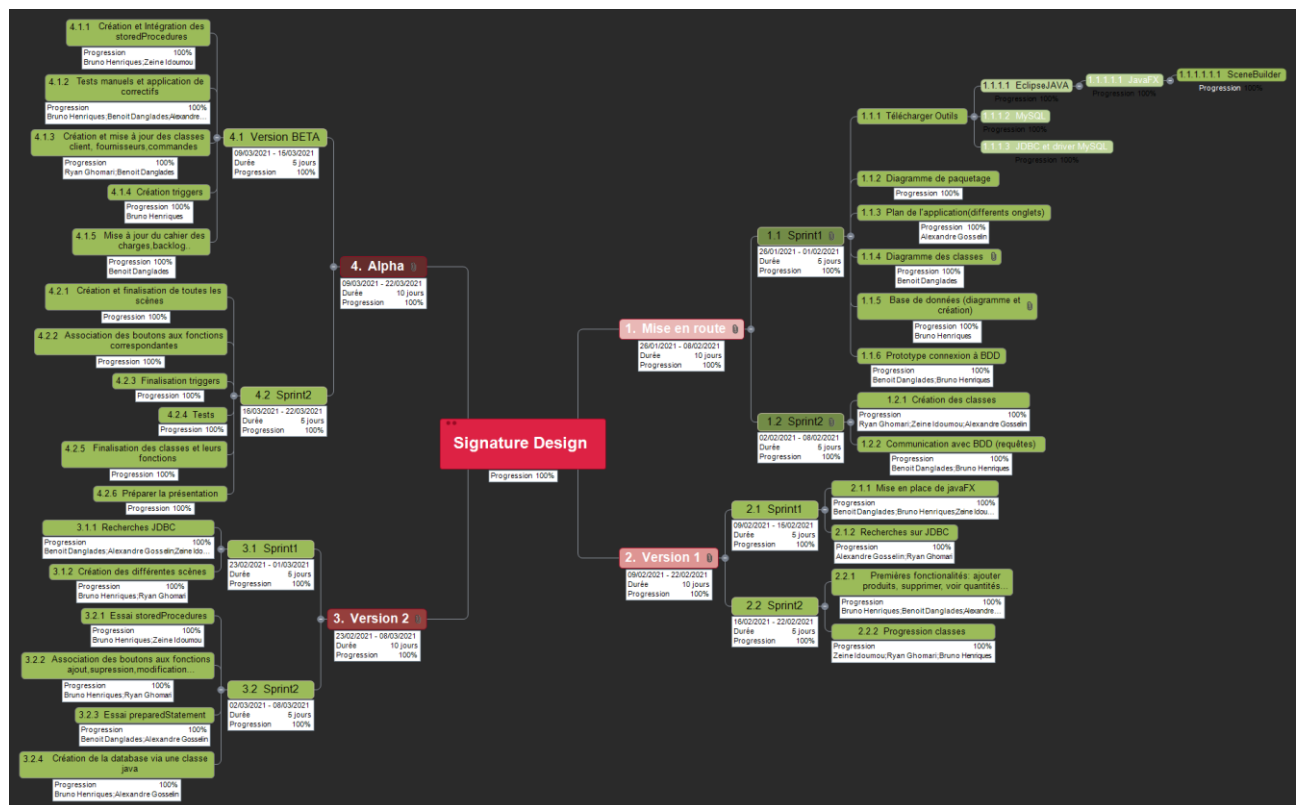 Signature Design
Progression 100%
1. Mise en route
26/01/2021 - 08/02/2021
Durée 10 jours
Progression 100%
1.1 Sprint1
26/01/2021 - 01/02/2021
Durée 5 jours
Progression 100%
1.1.1 Télécharger Outils
1.1.1.1 EclipseJAVA
Progression 100%
1.1.1.1.1 JavaFX
Progression 100%
1.1.1.1.1.1 SceneBuilder
Progression 100%
1.1.1.2 MySQL
Progression 100%
1.1.1.3 JDBC et driver MySQL
Progression 100%
1.1.2 Diagramme de paquetage
Progression 100%
1.1.3 Plan de l'application(differents onglets)
Progression 100%
Alexandre Gosselin
1.1.4 Diagramme des classes
Progression 100%
Benoit Danglades
1.1.5 Base de données (diagramme et
création)
Progression 100%
Bruno Henriques
1.1.6 Prototype connexion à BDD
Progression 100%
Benoit Danglades;Bruno Henriques
1.2 Sprint2
02/02/2021 - 08/02/2021
Durée 5 jours
Progression 100%
1.2.1 Création des classes
Progression 100%
Ryan Ghomari;Zeine Idoumou;Alexandre Gosselin
1.2.2 Communication avec BDD (requêtes)
Progression 100%
Benoit Danglades;Bruno Henriques
2. Version 1
09/02/2021 - 22/02/2021
Durée 10 jours
Progression 100%
2.1 Sprint1
09/02/2021 - 15/02/2021
Durée 5 jours
Progression 100%
2.1.1 Mise en place de javaFX
Progression 100%
Benoit Danglades;Bruno Henriques;Zeine Idou...
2.1.2 Recherches sur JDBC
Progression 100%
Alexandre Gosselin;Ryan Ghomari
2.2 Sprint2
16/02/2021 - 22/02/2021
Durée 5 jours
Progression 100%
2.2.1 Premières fonctionalités: ajouter
produits, supprimer, voir quantités...
Progression 100%
Bruno Henriques;Benoit Danglades;Alexandre...
2.2.2 Progression classes
Progression 100%
Zeine Idoumou;Ryan Ghomari;Bruno Henriques
3. Version 2
23/02/2021 - 08/03/2021
Durée 10 jours
Progression 100%
3.1 Sprint1
23/02/2021 - 01/03/2021
Durée 5 jours
Progression 100%
3.1.1 Recherches JDBC
Progression 100%
Benoit Danglades;Alexandre Gosselin;Zeine Ido...
3.1.2 Création des différentes scènes
Progression 100%
Bruno Henriques;Ryan Ghomari
3.2 Sprint2
02/03/2021 - 08/03/2021
Durée 5 jours
Progression 100%
3.2.1 Essai storedProcedures
Progression 100%
Bruno Henriques;Zeine Idoumou
3.2.2 Association des boutons aux fonctions
ajout,supression,modification...
Progression 100%
Bruno Henriques;Ryan Ghomari
3.2.3 Essai preparedStatement
Progression 100%
Benoit Danglades;Alexandre Gosselin
3.2.4 Création de la database via une classe
java
Progression 100%
Bruno Henriques;Alexandre Gosselin
4. Alpha
09/03/2021 - 22/03/2021
Durée 10 jours
Progression 100%
4.1 Version BETA
09/03/2021 - 15/03/2021
Durée 5 jours
Progression 100%
4.1.1 Création et Intégration des
storedProcedures
Progression 100%
Bruno Henriques;Zeine Idoumou
4.1.2 Tests manuels et application de
correctifs
Progression 100%
Bruno Henriques;Benoit Danglades;Alexandre...
4.1.3 Création et mise à jour des classes
client, fournisseurs,commandes
Progression 100%
Ryan Ghomari;Benoit Danglades
4.1.4 Création triggers
Progression 100%
Bruno Henriques
4.1.5 Mise à jour du cahier des
charges,backlog..
Progression 100%
Benoit Danglades
4.2 Sprint2
16/03/2021 - 22/03/2021
Durée 5 jours
Progression 100%
4.2.1 Création et finalisation de toutes les
scènes
Progression 100%
4.2.2 Association des boutons aux fonctions
correspondantes
Progression 100%
4.2.3 Finalisation triggers
Progression 100%
4.2.4 Tests
Progression 100%
4.2.5 Finalisation des classes et leurs
fonctions
Progression 100%
4.2.6 Préparer la présentation
Progression 100%